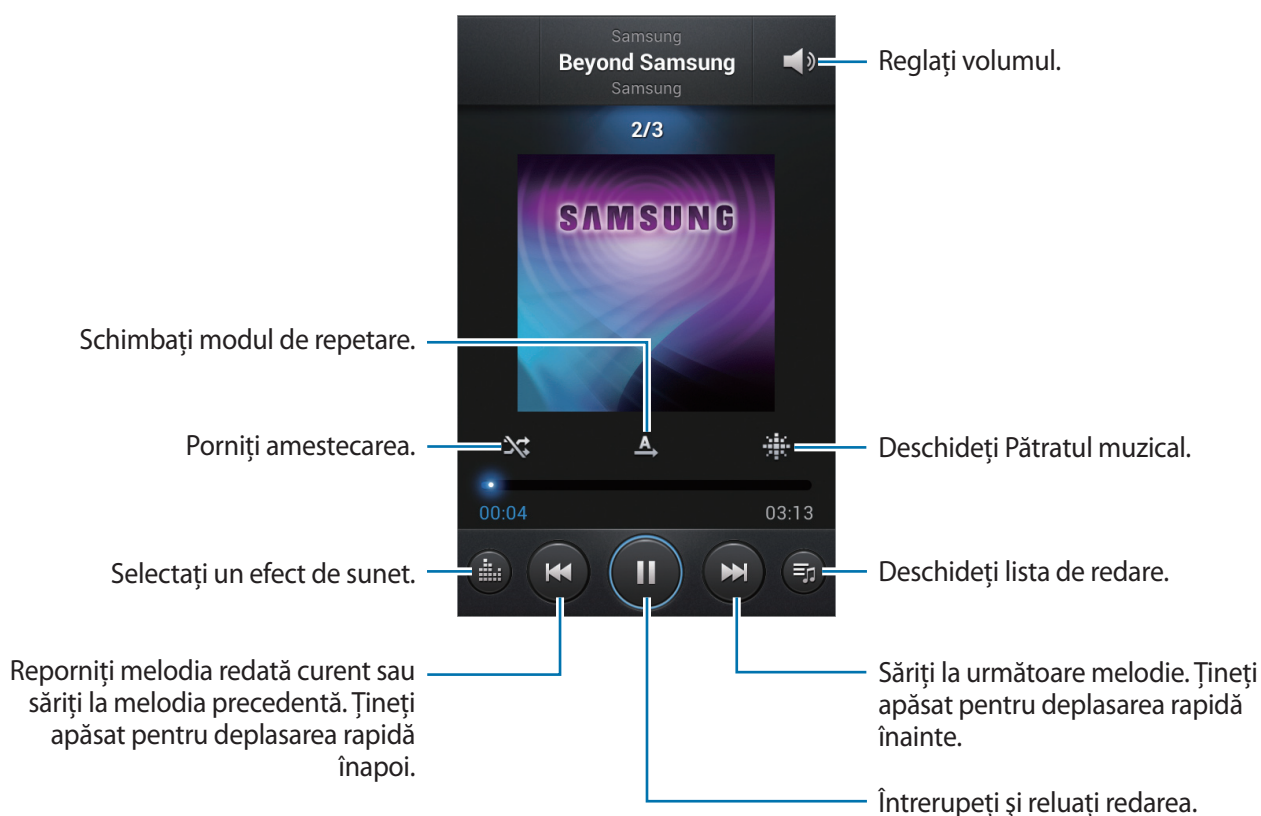 Samsung
Beyond Samsung
Samsung
Reglați volumul.
2/3
SAMSUNG
Schimbați modul de repetare.
A
Porniți amestecarea.
Deschideți Pătratul muzical.
00:04
03:13
Selectați un efect de sunet.
Deschideți lista de redare.
Reporniți melodia redată curent sau
săriți la melodia precedentă. Țineți
apăsat pentru deplasarea rapidă
înapoi.
Săriți la următoare melodie. Țineți
apăsat pentru deplasarea rapidă
înainte.
Întrerupeți şi reluați redarea.